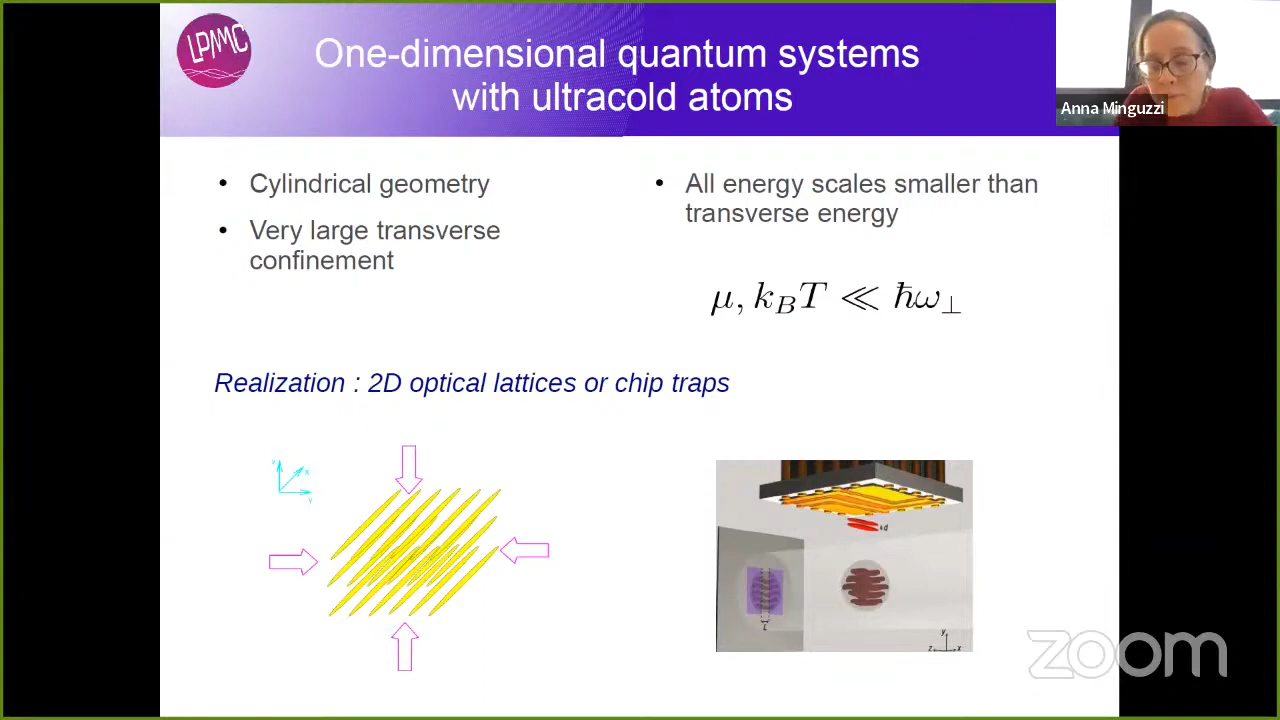 LPMMC
One-dimensional quantum systems
with ultracold atoms
Anna Minguzzi
• Cylindrical geometry
• Very large transverse
confinement
• All energy scales smaller than
transverse energy
μ, k_B T ≪ ħω_⊥
Realization : 2D optical lattices or chip traps
x
y
d
y
z
x
zoom